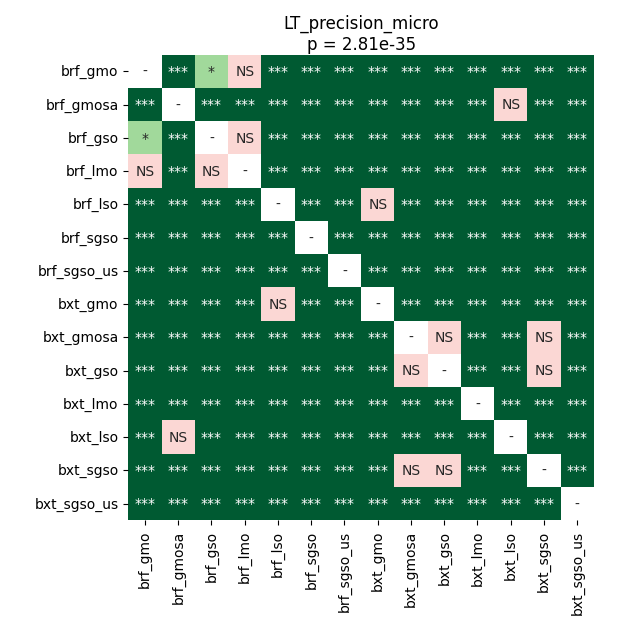 LT_precision_micro
p = 2.81e-35
brf_gmo - *** * NS *** *** *** *** *** *** *** *** *** ***
brf_gmosa *** - *** *** *** *** *** *** *** *** *** NS *** ***
brf_gso * *** - NS *** *** *** *** *** *** *** *** *** ***
brf_lmo NS *** NS - *** *** *** *** *** *** *** *** *** ***
brf_lso *** *** *** *** - *** *** NS *** *** *** *** *** ***
brf_sgso *** *** *** *** *** - *** *** *** *** *** *** *** ***
brf_sgso_us *** *** *** *** *** *** - *** *** *** *** *** *** ***
bxt_gmo *** *** *** *** NS *** *** - *** *** *** *** *** ***
bxt_gmosa *** *** *** *** *** *** *** *** - NS *** *** NS ***
bxt_gso *** *** *** *** *** *** *** *** NS - *** *** NS ***
bxt_lmo *** *** *** *** *** *** *** *** *** *** - *** *** ***
bxt_lso *** NS *** *** *** *** *** *** *** *** *** - *** ***
bxt_sgso *** *** *** *** *** *** *** *** NS NS *** *** - ***
bxt_sgso_us *** *** *** *** *** *** *** *** *** *** *** *** *** -
brf_gmo
brf_gmosa
brf_gso
brf_lmo
brf_lso
brf_sgso
brf_sgso_us
bxt_gmo
bxt_gmosa
bxt_gso
bxt_lmo
bxt_lso
bxt_sgso
bxt_sgso_us